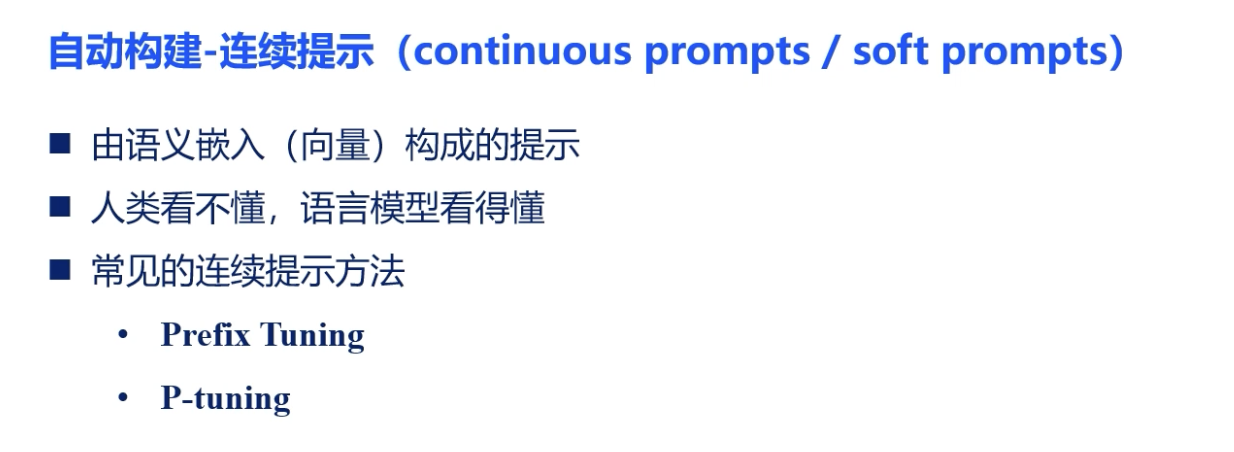 自动构建-连续提示（continuous prompts / soft prompts）
■ 由语义嵌入（向量）构成的提示
■ 人类看不懂，语言模型看得懂
■ 常见的连续提示方法
• Prefix Tuning
• P-tuning